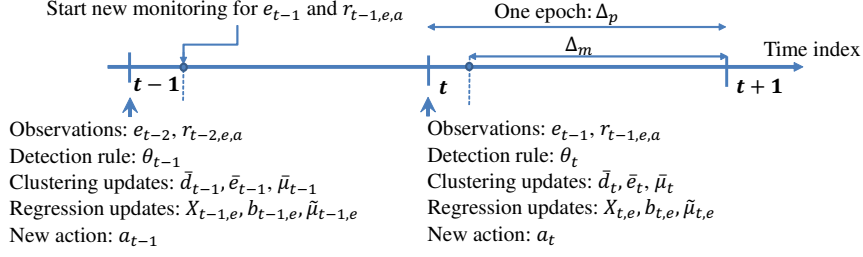 Start new monitoring for e_{t−1} and r_{t−1,e,a}
One epoch: Δ_p
Δ_m
Time index
t − 1
t
t + 1
Observations: e_{t−2}, r_{t−2,e,a}
Detection rule: θ_{t−1}
Clustering updates: d̄_{t−1}, ē_{t−1}, μ̄_{t−1}
Regression updates: X_{t−1,e}, b_{t−1,e}, μ̃_{t−1,e}
New action: a_{t−1}
Observations: e_{t−1}, r_{t−1,e,a}
Detection rule: θ_t
Clustering updates: d̄_t, ē_t, μ̄_t
Regression updates: X_{t,e}, b_{t,e}, μ̃_{t,e}
New action: a_t